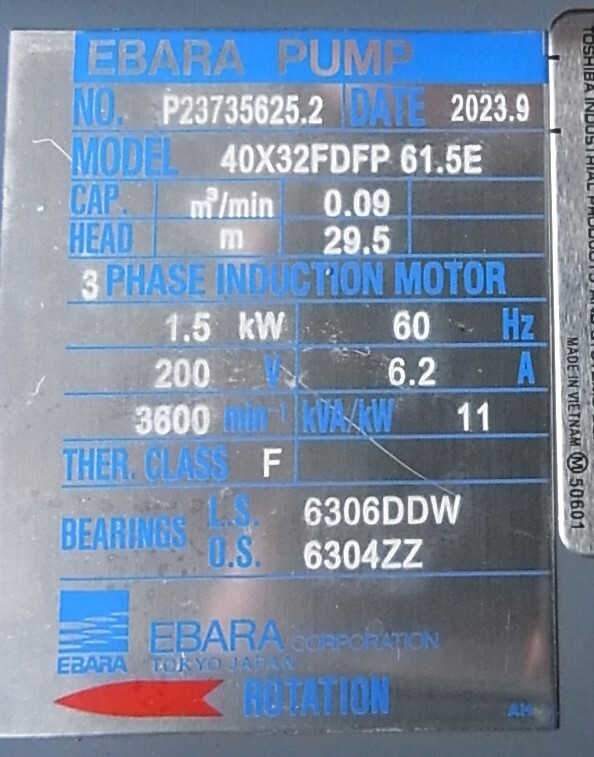 EBARA PUMP
NO. P23735625.2 DATE 2023.9
MODEL 40X32FDFP 61.5E
CAP. m³/min 0.09
HEAD m 29.5
3 PHASE INDUCTION MOTOR
1.5 kW 60 Hz
200 V 6.2 A
3600 min⁻¹ kVA/kW 11
THER. CLASS F
BEARINGS L.S. 6306DDW
O.S. 6304ZZ
EBARA
EBARA CORPORATION
TOKYO JAPAN
ROTATION
AH
TOSHIBA INDUSTRIAL PRODUCTS
MADE IN VIETNAM M 50601